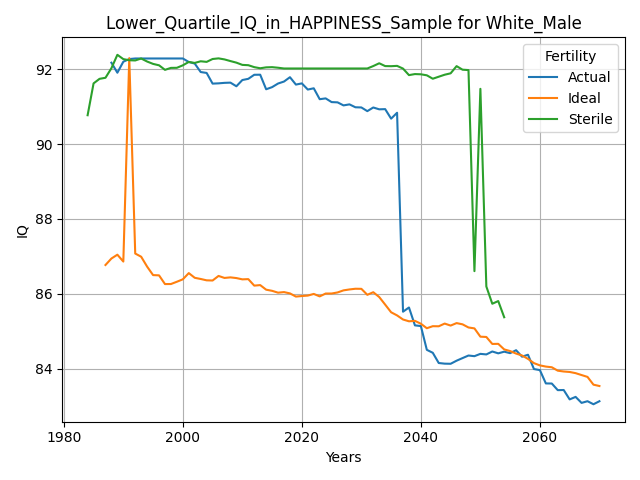 Lower_Quartile_IQ_in_HAPPINESS_Sample for White_Male
Fertility
Actual
Ideal
Sterile
IQ
92
90
88
86
84
1980
2000
2020
2040
2060
Years